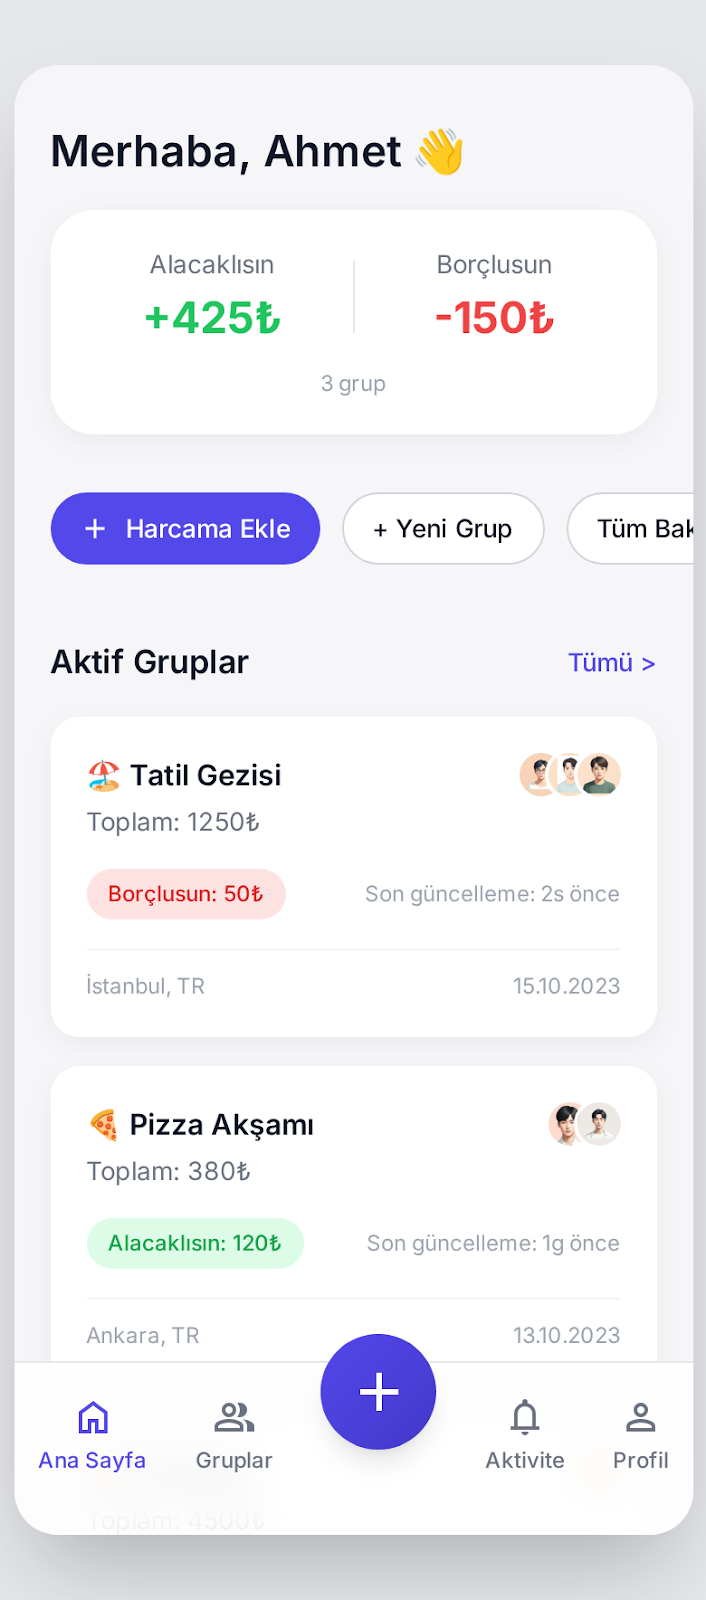 Merhaba, Ahmet 👋
Alacaklısın
Borçlusun
+425₺
-150₺
3 grup
+ Harcama Ekle
+ Yeni Grup
Tüm Bak
Aktif Gruplar
Tümü >
🏖️ Tatil Gezisi
Toplam: 1250₺
Borçlusun: 50₺
Son güncelleme: 2s önce
İstanbul, TR
15.10.2023
🍕 Pizza Akşamı
Toplam: 380₺
Alacaklısın: 120₺
Son güncelleme: 1g önce
Ankara, TR
13.10.2023
Ana Sayfa
Gruplar
Aktivite
Profil
Toplam: 4500₺